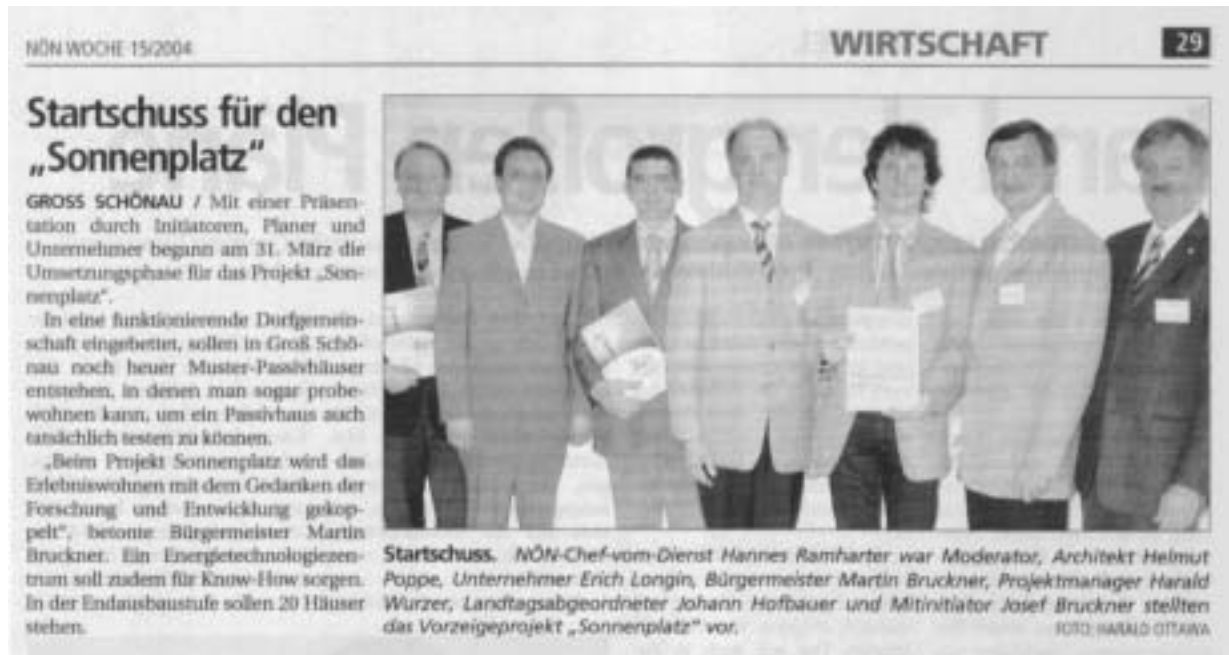 NÖN WOCHE 15/2004
WIRTSCHAFT
29
Startschuss für den
„Sonnenplatz“
GROSS SCHÖNAU / Mit einer Präsen-
tation durch Initiatoren, Planer und
Unternehmer begann am 31. März die
Umsetzungsphase für das Projekt „Son-
nenplatz“.
In eine funktionierende Dorfgemein-
schaft eingebettet, sollen in Groß Schö-
nau noch heuer Muster-Passivhäuser
entstehen, in denen man sogar probe-
wohnen kann, um ein Passivhaus auch
tatsächlich testen zu können.
„Beim Projekt Sonnenplatz wird das
Erlebniswohnen mit dem Gedanken der
Forschung und Entwicklung gekop-
pelt“, betonte Bürgermeister Martin
Bruckner. Ein Energietechnologiezen-
trum soll zudem für Know-How sorgen.
In der Endausbaustufe sollen 20 Häuser
stehen.
Startschuss. NÖN-Chef-vom-Dienst Hannes Ramharter war Moderator, Architekt Helmut
Poppe, Unternehmer Erich Longin, Bürgermeister Martin Bruckner, Projektmanager Harald
Wurzer, Landtagsabgeordneter Johann Hofbauer und Mitinitiator Josef Bruckner stellten
das Vorzeigeprojekt „Sonnenplatz“ vor.
FOTO: HARALD OTTAWA